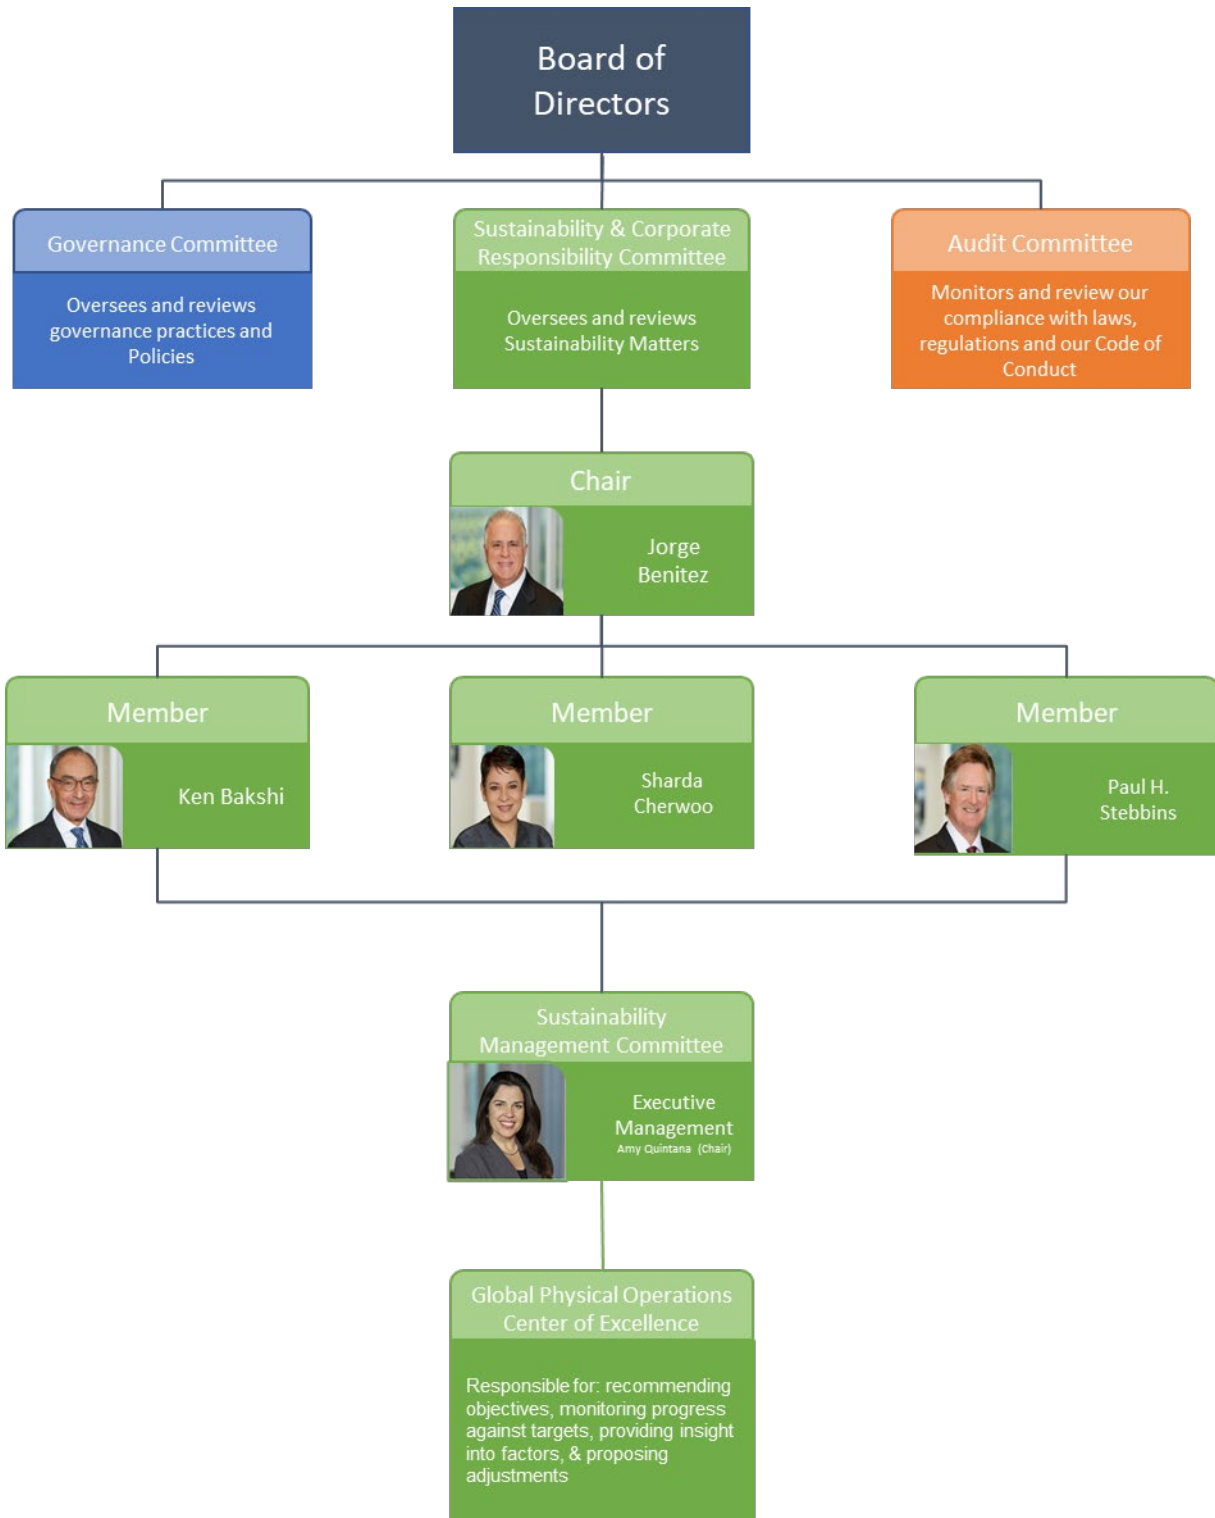 Board of
Directors
Governance Committee
Oversees and reviews
governance practices and
Policies
Sustainability & Corporate
Responsibility Committee
Oversees and reviews
Sustainability Matters
Audit Committee
Monitors and review our
compliance with laws,
regulations and our Code of
Conduct
Chair
Jorge
Benitez
Member
Ken Bakshi
Member
Sharda
Cherwoo
Member
Paul H.
Stebbins
Sustainability
Management Committee
Executive
Management
Amy Quintana (Chair)
Global Physical Operations
Center of Excellence
Responsible for: recommending
objectives, monitoring progress
against targets, providing insight
into factors, & proposing
adjustments